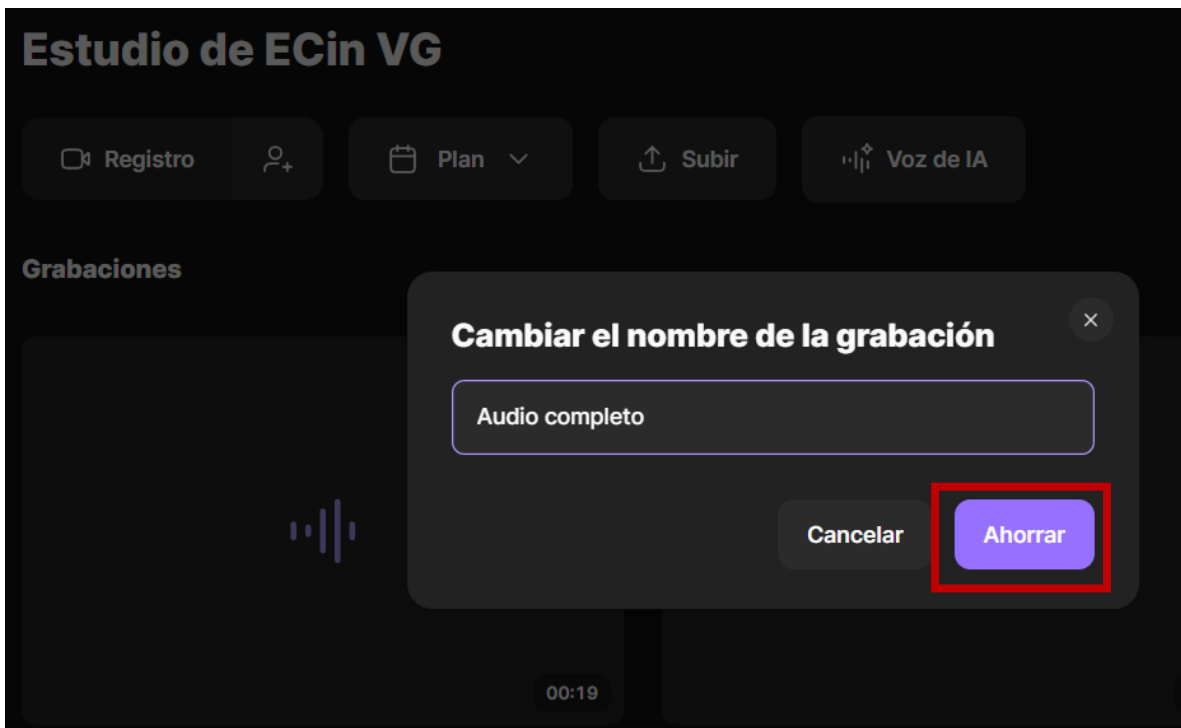 Estudio de ECin VG
Registro Plan Subir Voz de IA
Grabaciones
Cambiar el nombre de la grabación
Audio completo
Cancelar Ahorrar
00:19